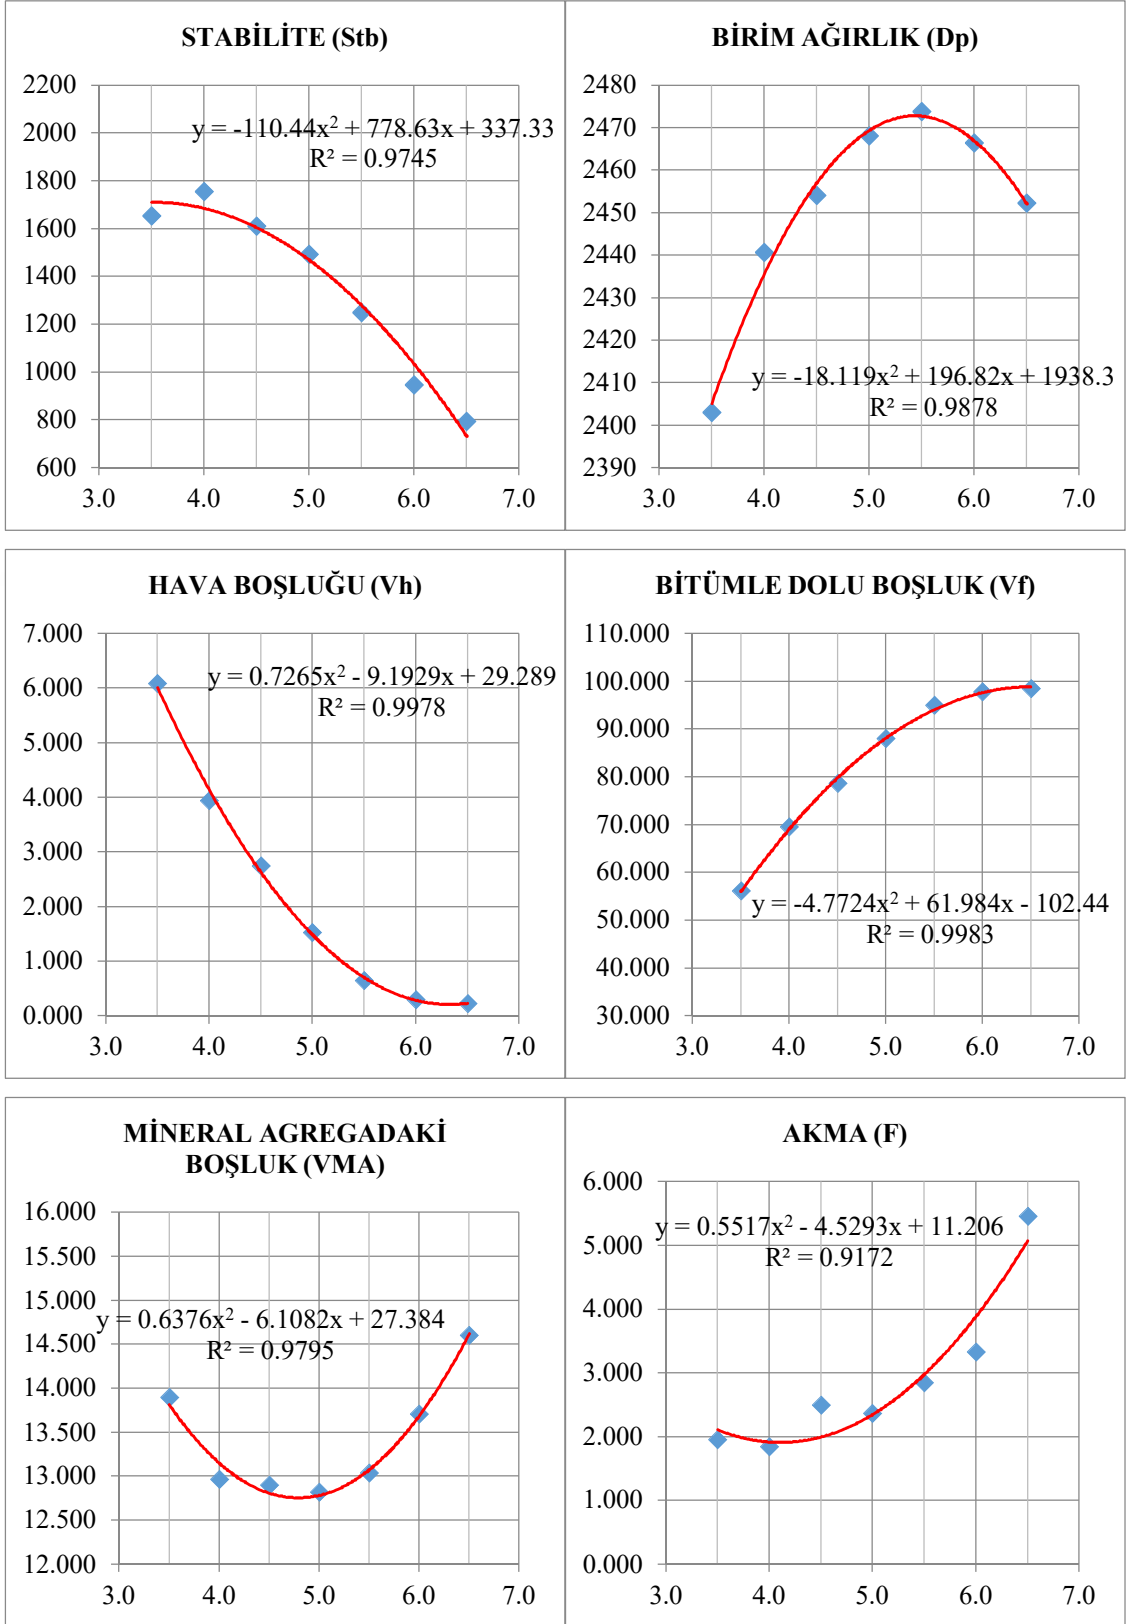 STABİLİTE (Stb)
2200
2000
1800
1600
1400
1200
1000
800
600
y = -110.44x² + 778.63x + 337.33
R² = 0.9745
3.0 4.0 5.0 6.0 7.0
BİRİM AĞIRLIK (Dp)
2480
2470
2460
2450
2440
2430
2420
2410
2400
2390
y = -18.119x² + 196.82x + 1938.3
R² = 0.9878
3.0 4.0 5.0 6.0 7.0
HAVA BOŞLUĞU (Vh)
7.000
6.000
5.000
4.000
3.000
2.000
1.000
0.000
y = 0.7265x² - 9.1929x + 29.289
R² = 0.9978
3.0 4.0 5.0 6.0 7.0
BİTÜMLE DOLU BOŞLUK (Vf)
110.000
100.000
90.000
80.000
70.000
60.000
50.000
40.000
30.000
y = -4.7724x² + 61.984x - 102.44
R² = 0.9983
3.0 4.0 5.0 6.0 7.0
MİNERAL AGREGADAKİ
BOŞLUK (VMA)
16.000
15.500
15.000
14.500
14.000
13.500
13.000
12.500
12.000
y = 0.6376x² - 6.1082x + 27.384
R² = 0.9795
3.0 4.0 5.0 6.0 7.0
AKMA (F)
6.000
5.000
4.000
3.000
2.000
1.000
0.000
y = 0.5517x² - 4.5293x + 11.206
R² = 0.9172
3.0 4.0 5.0 6.0 7.0